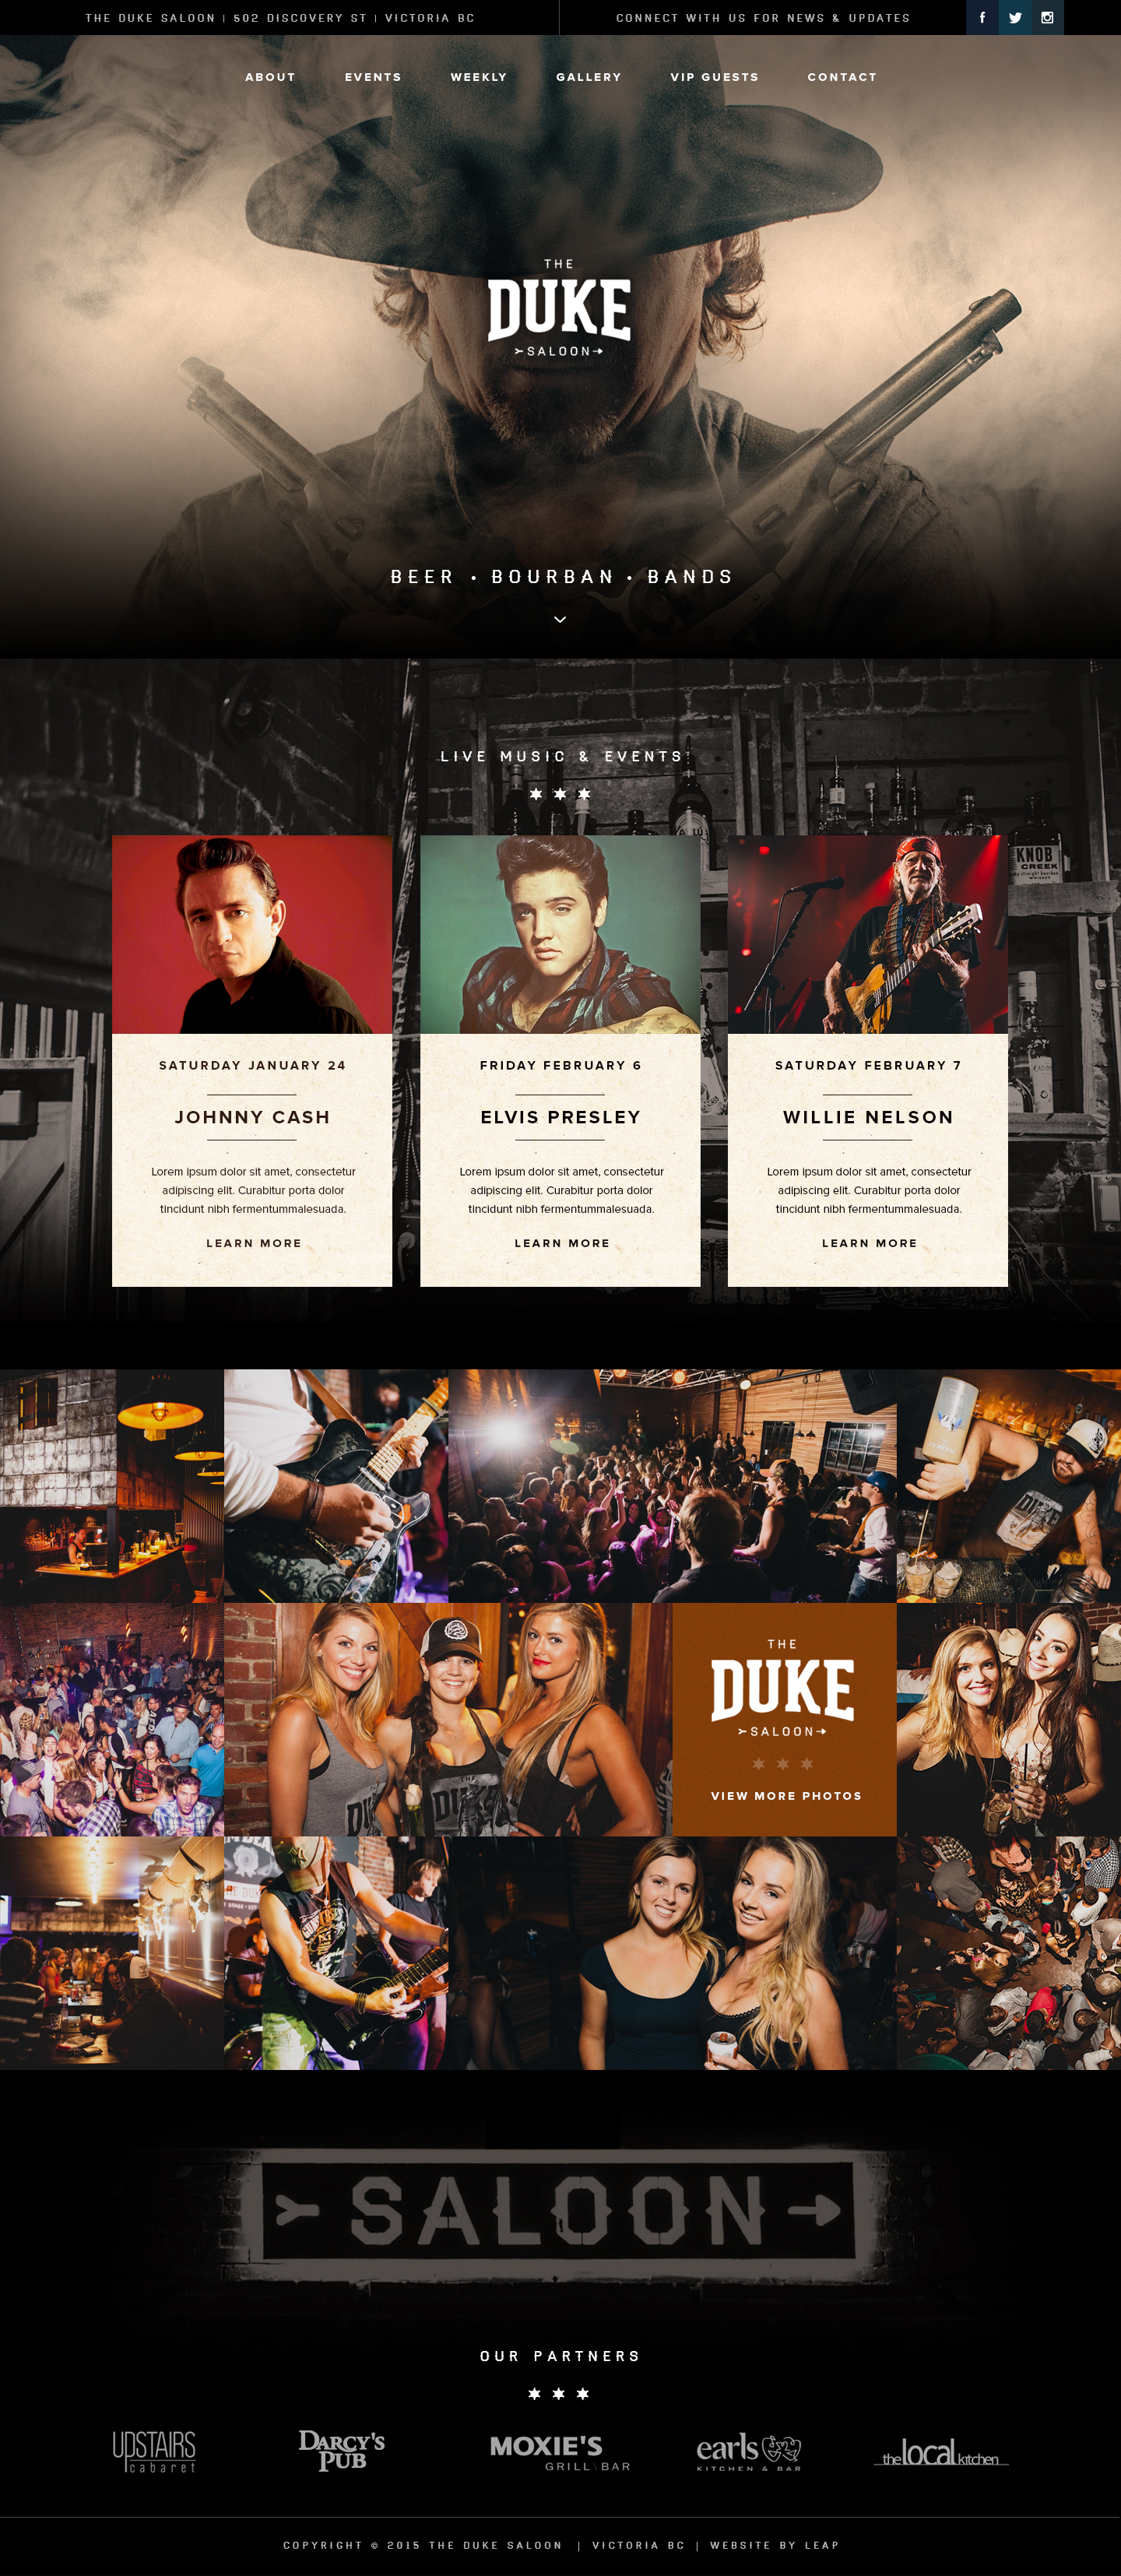 THE DUKE SALOON | 502 DISCOVERY ST | VICTORIA BC
CONNECT WITH US FOR NEWS & UPDATES
ABOUT EVENTS WEEKLY GALLERY VIP GUESTS CONTACT
THE
DUKE
SALOON
BEER • BOURBAN • BANDS
LIVE MUSIC & EVENTS
KNOB
CREEK
SATURDAY JANUARY 24
JOHNNY CASH
Lorem ipsum dolor sit amet, consectetur
adipiscing elit. Curabitur porta dolor
tincidunt nibh fermentummalesuada.
LEARN MORE
FRIDAY FEBRUARY 6
ELVIS PRESLEY
Lorem ipsum dolor sit amet, consectetur
adipiscing elit. Curabitur porta dolor
tincidunt nibh fermentummalesuada.
LEARN MORE
SATURDAY FEBRUARY 7
WILLIE NELSON
Lorem ipsum dolor sit amet, consectetur
adipiscing elit. Curabitur porta dolor
tincidunt nibh fermentummalesuada.
LEARN MORE
THE
DUKE
SALOON
VIEW MORE PHOTOS
DUKE
SALOON
OUR PARTNERS
UPSTAIRS
cabaret
DARCY'S
PUB
MOXIE'S
GRILL\BAR
earls
KITCHEN & BAR
the local kitchen
COPYRIGHT © 2015 THE DUKE SALOON | VICTORIA BC | WEBSITE BY LEAP